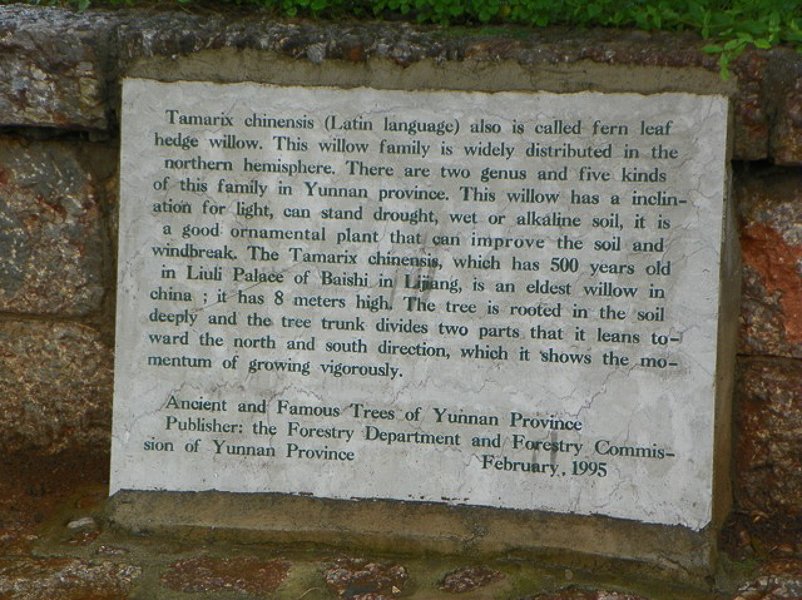 Tamarix chinensis (Latin language) also is called fern leaf
hedge willow. This willow family is widely distributed in the
northern hemisphere. There are two genus and five kinds
of this family in Yunnan province. This willow has a inclin-
ation for light, can stand drought, wet or alkaline soil, it is
a good ornamental plant that can improve the soil and
windbreak. The Tamarix chinensis, which has 500 years old
in Liuli Palace of Baishi in Lijiang, is an eldest willow in
china ; it has 8 meters high. The tree is rooted in the soil
deeply and the tree trunk divides two parts that it leans to-
ward the north and south direction, which it shows the mo-
mentum of growing vigorously.
Ancient and Famous Trees of Yunnan Province
Publisher: the Forestry Department and Forestry Commis-
sion of Yunnan Province February, 1995